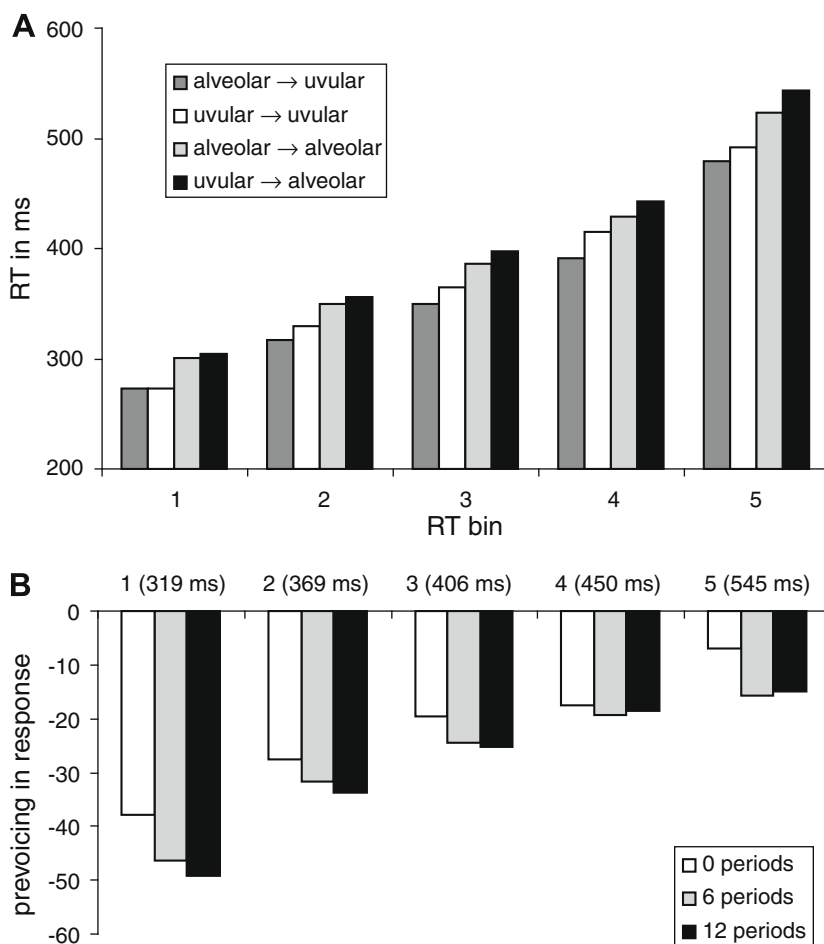 A
600
500
400
300
200
RT in ms
alveolar → uvular
uvular → uvular
alveolar → alveolar
uvular → alveolar
1 2 3 4 5
RT bin
B
1 (319 ms) 2 (369 ms) 3 (406 ms) 4 (450 ms) 5 (545 ms)
0
-10
-20
-30
-40
-50
-60
prevoicing in response
0 periods
6 periods
12 periods